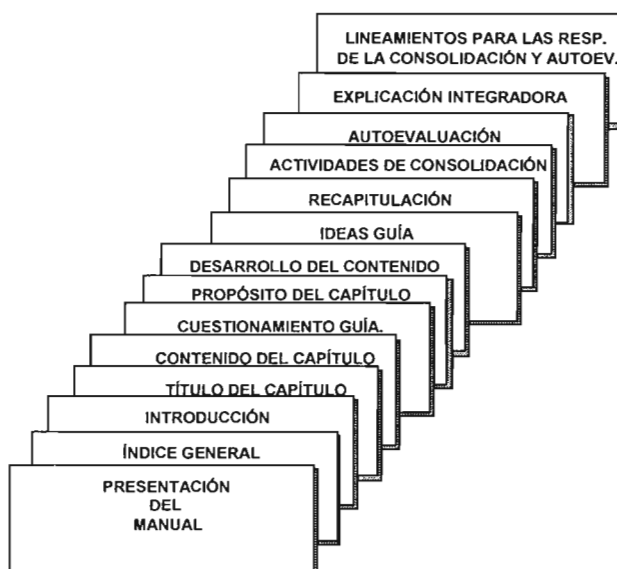 LINEAMIENTOS PARA LAS RESP.
DE LA CONSOLIDACIÓN Y AUTOEV.
EXPLICACIÓN INTEGRADORA
AUTOEVALUACIÓN
ACTIVIDADES DE CONSOLIDACIÓN
RECAPITULACIÓN
IDEAS GUÍA
DESARROLLO DEL CONTENIDO
PROPÓSITO DEL CAPÍTULO
CUESTIONAMIENTO GUÍA.
CONTENIDO DEL CAPÍTULO
TÍTULO DEL CAPÍTULO
INTRODUCCIÓN
ÍNDICE GENERAL
PRESENTACIÓN
DEL
MANUAL